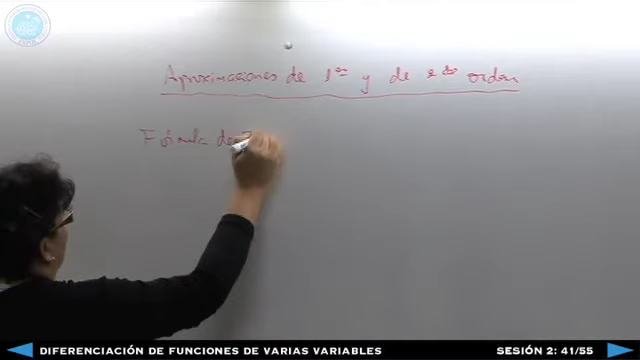 Aproximaciones de 1er y de 2do orden
Fórmula de
DIFERENCIACIÓN DE FUNCIONES DE VARIAS VARIABLES
SESIÓN 2: 41/55